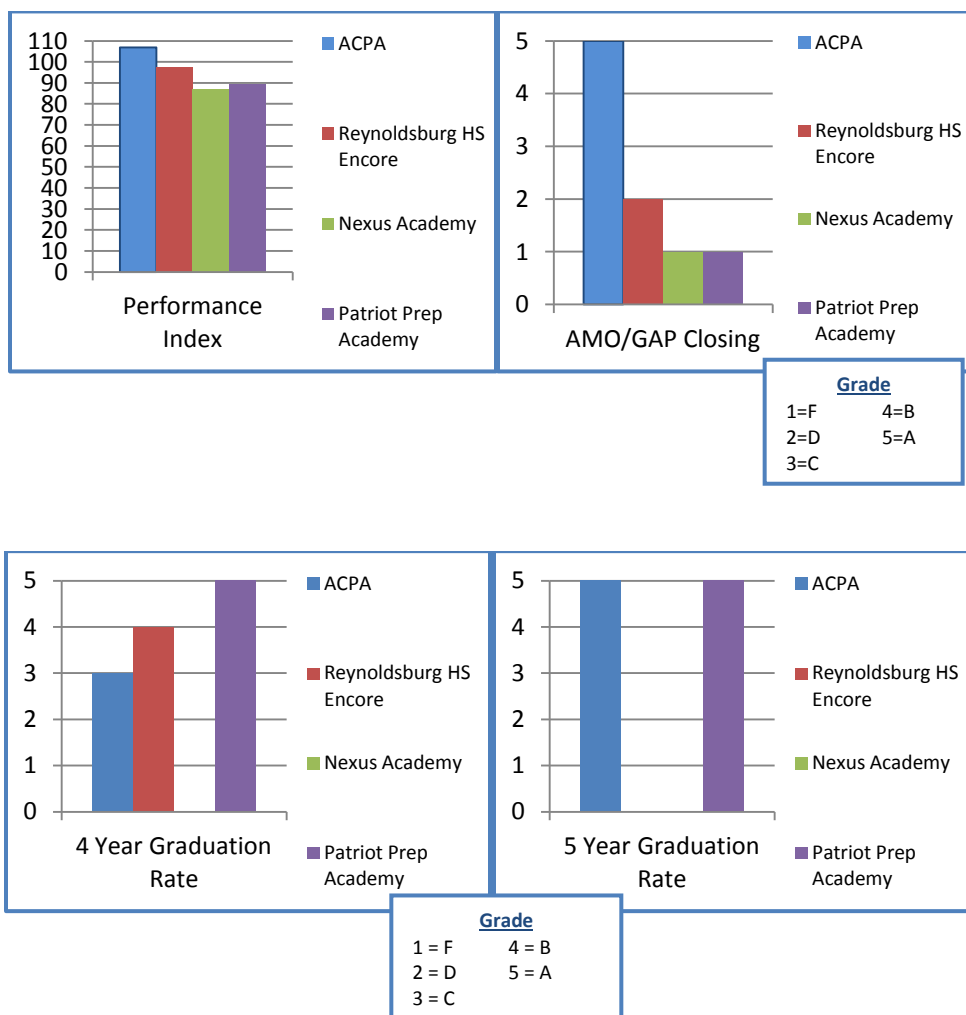 110
100
90
80
70
60
50
40
30
20
10
0
Performance
Index
ACPA
Reynoldsburg HS
Encore
Nexus Academy
Patriot Prep
Academy
5
4
3
2
1
0
AMO/GAP Closing
ACPA
Reynoldsburg HS
Encore
Nexus Academy
Patriot Prep
Academy
Grade
1=F 4=B
2=D 5=A
3=C
5
4
3
2
1
0
4 Year Graduation
Rate
ACPA
Reynoldsburg HS
Encore
Nexus Academy
Patriot Prep
Academy
5
4
3
2
1
0
5 Year Graduation
Rate
ACPA
Reynoldsburg HS
Encore
Nexus Academy
Patriot Prep
Academy
Grade
1 = F 4 = B
2 = D 5 = A
3 = C